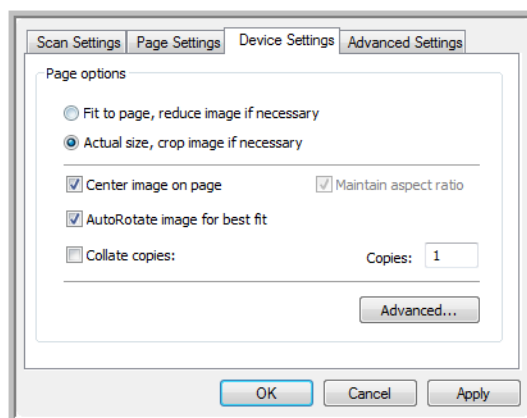 Scan Settings Page Settings Device Settings Advanced Settings
Page options
Fit to page, reduce image if necessary
Actual size, crop image if necessary
Center image on page Maintain aspect ratio
AutoRotate image for best fit
Collate copies: Copies: 1
Advanced...
OK Cancel Apply